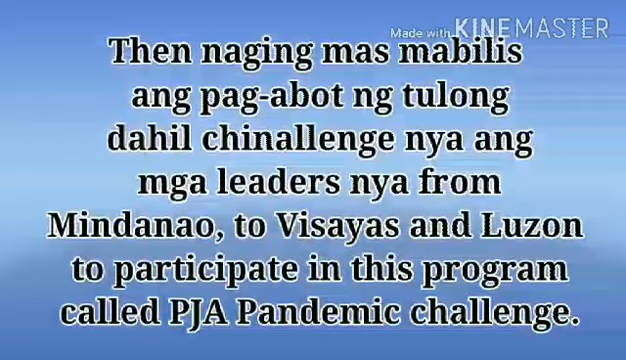 Made with KINEMASTER
Then naging mas mabilis
ang pag-abot ng tulong
dahil chinallenge nya ang
mga leaders nya from
Mindanao, to Visayas and Luzon
to participate in this program
called PJA Pandemic challenge.